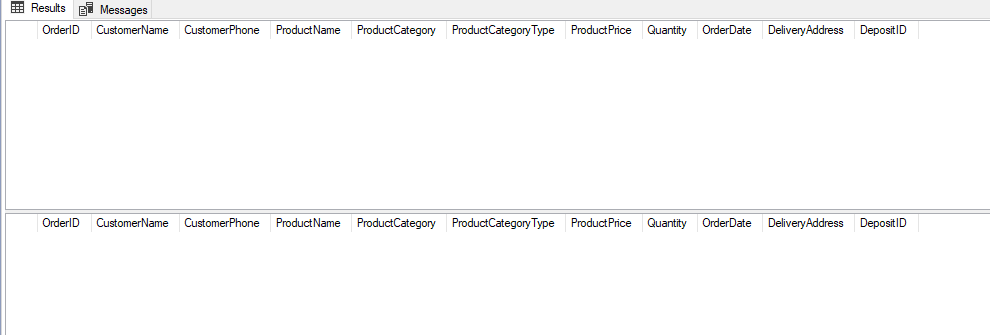 Results Messages
OrderID CustomerName CustomerPhone ProductName ProductCategory ProductCategoryType ProductPrice Quantity OrderDate DeliveryAddress DepositID
OrderID CustomerName CustomerPhone ProductName ProductCategory ProductCategoryType ProductPrice Quantity OrderDate DeliveryAddress DepositID